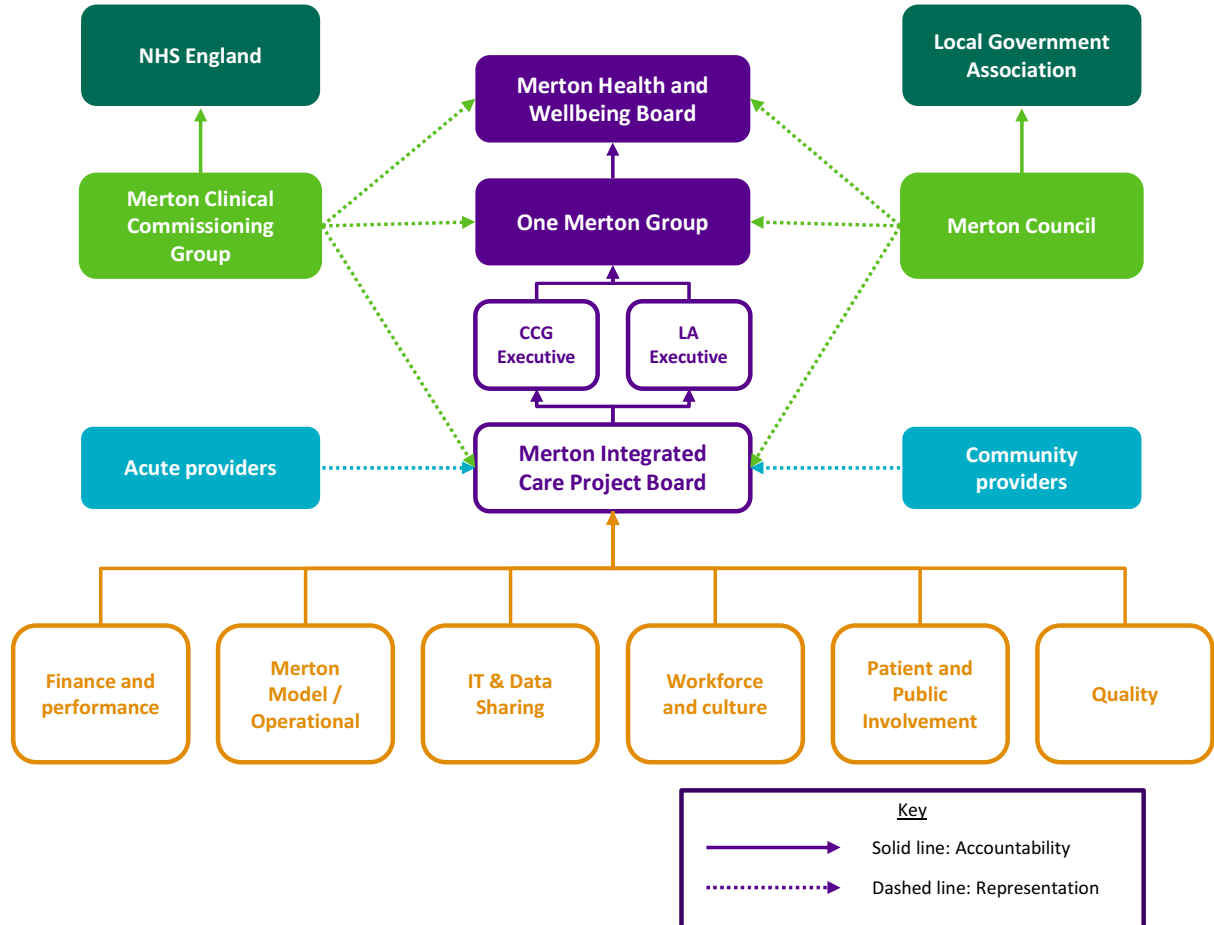 NHS England
Local Government
Association
Merton Health and
Wellbeing Board
Merton Clinical
Commissioning
Group
One Merton Group
Merton Council
CCG
Executive
LA
Executive
Acute providers
Merton Integrated
Care Project Board
Community
providers
Finance and
performance
Merton
Model /
Operational
IT & Data
Sharing
Workforce
and culture
Patient and
Public
Involvement
Quality
Key
Solid line: Accountability
Dashed line: Representation